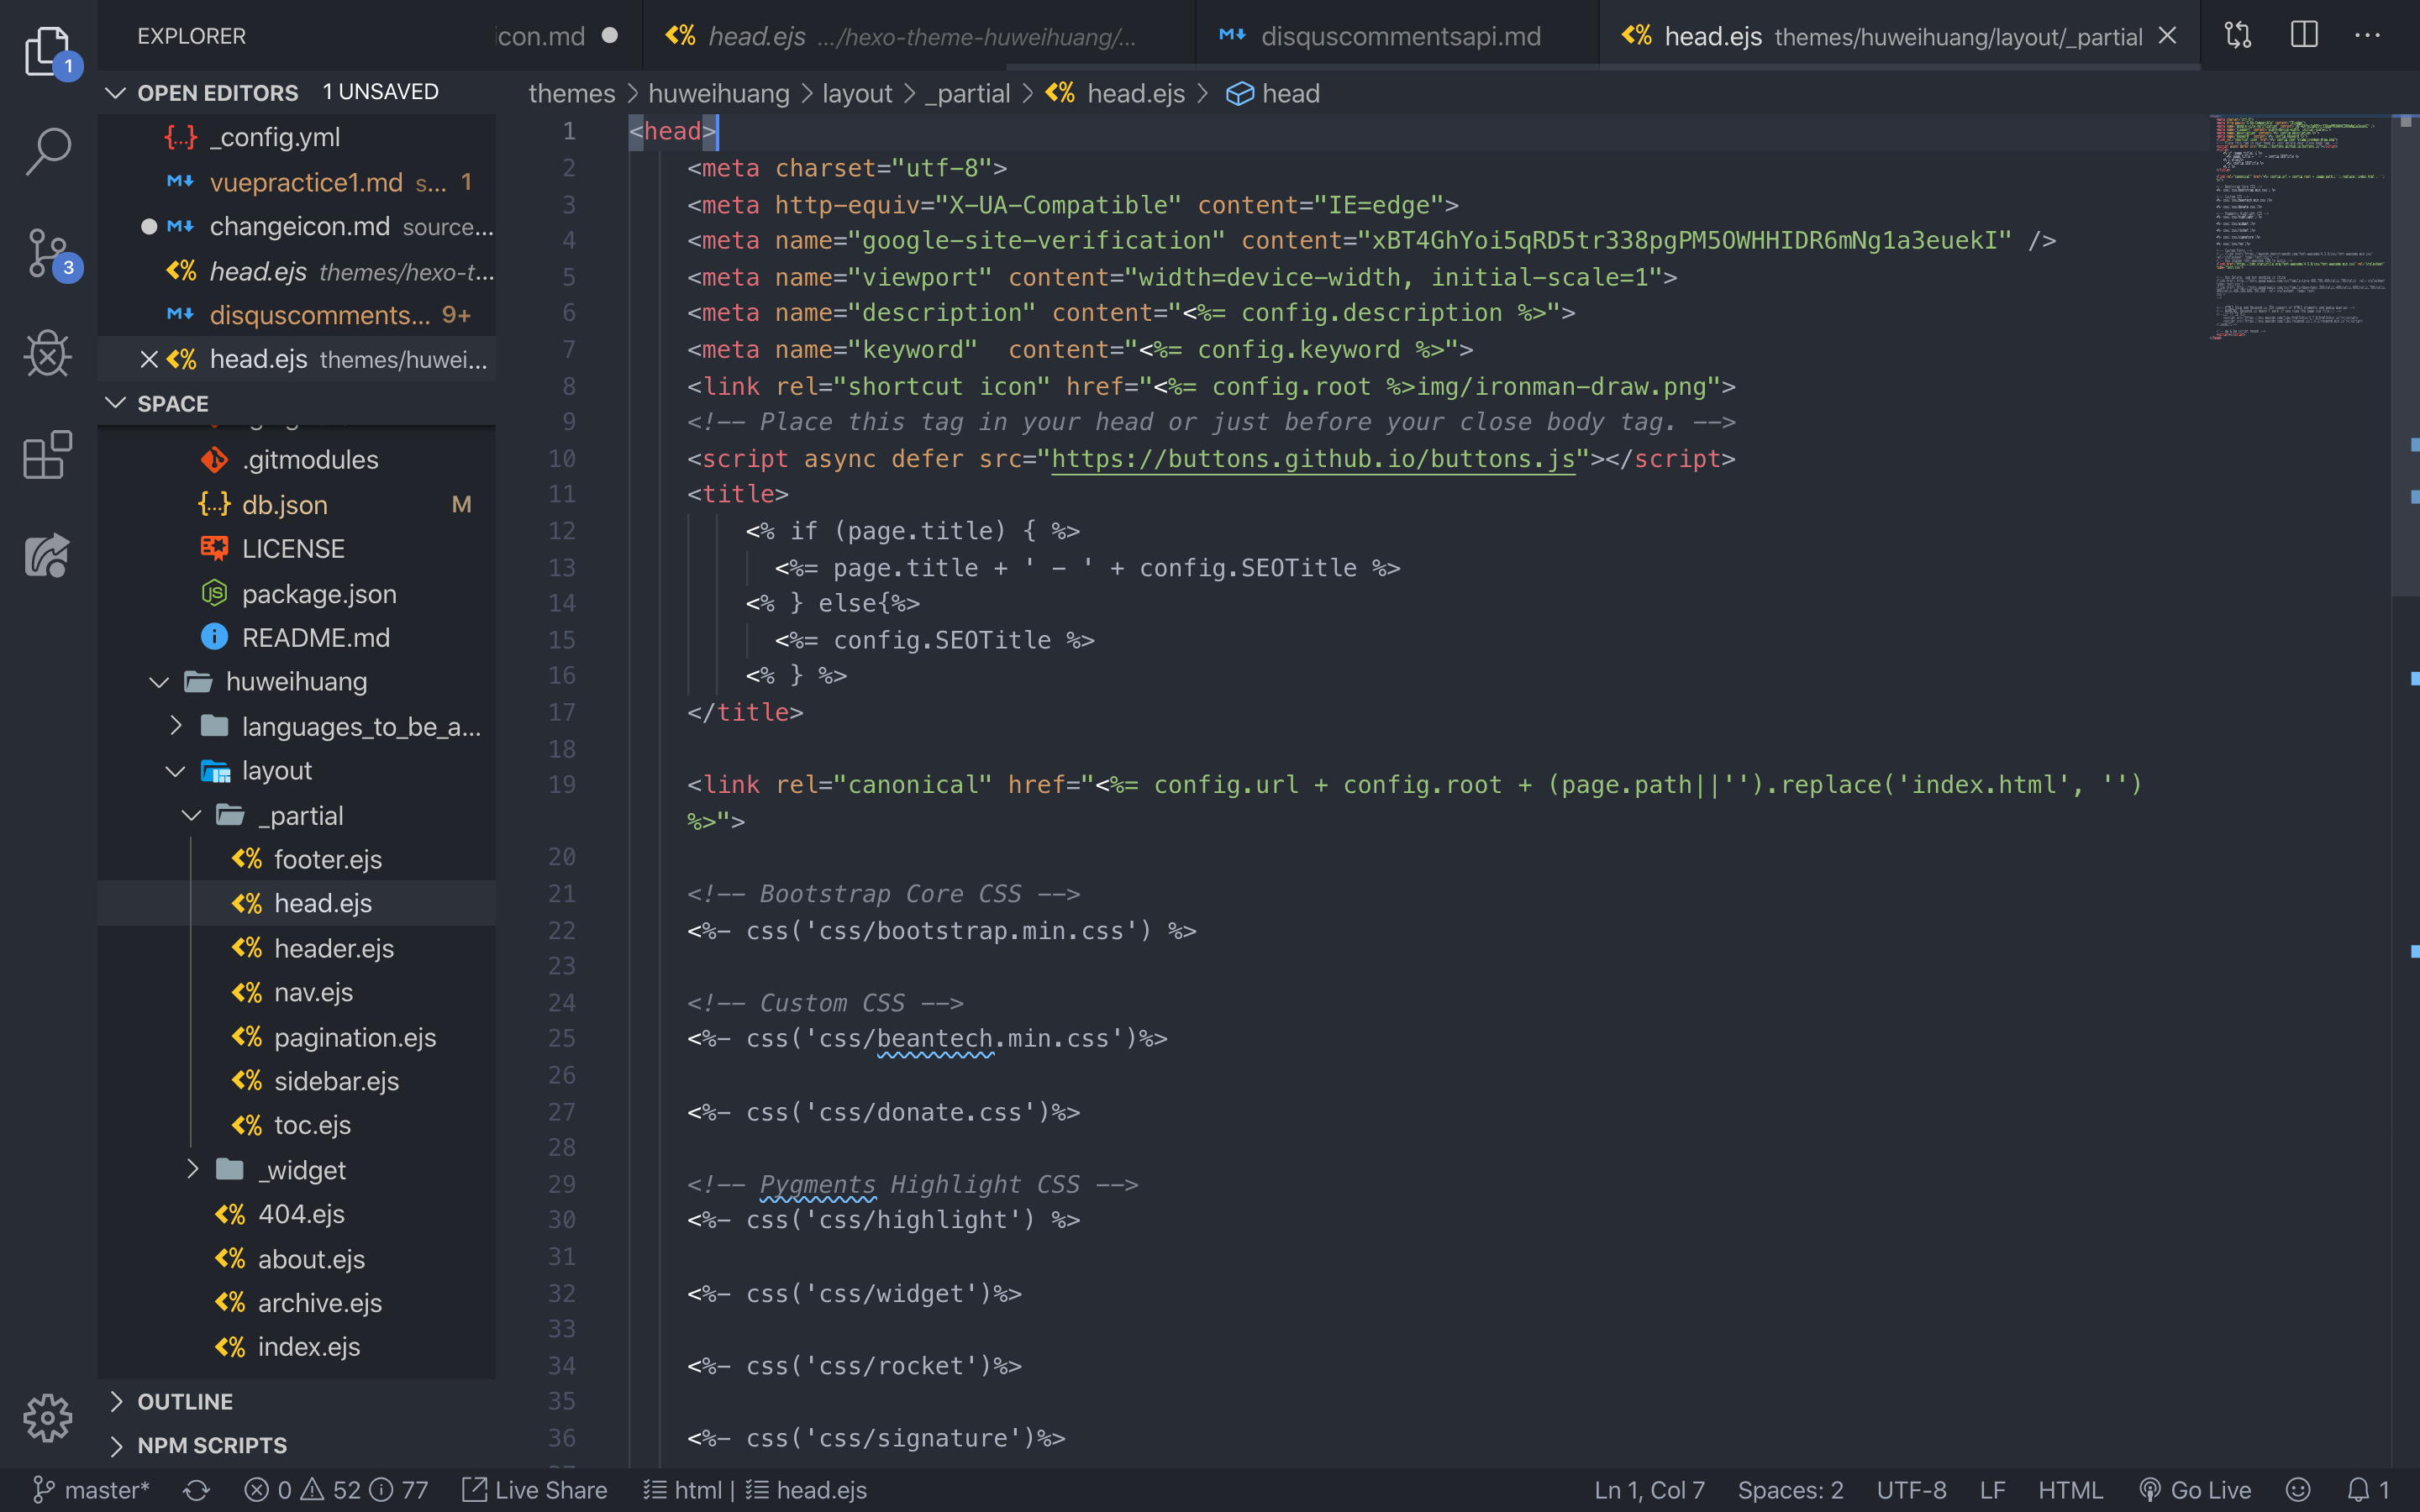 EXPLORER
icon.md
head.ejs .../hexo-theme-huweihuang/...
disquscommentsapi.md
head.ejs themes/huweihuang/layout/_partial
1
3
OPEN EDITORS 1 UNSAVED
_config.yml
vuepractice1.md s... 1
changeicon.md source...
head.ejs themes/hexo-t...
disquscomments... 9+
head.ejs themes/huwei...
SPACE
.gitmodules
db.json M
LICENSE
package.json
README.md
huweihuang
languages_to_be_a...
layout
_partial
footer.ejs
head.ejs
header.ejs
nav.ejs
pagination.ejs
sidebar.ejs
toc.ejs
_widget
404.ejs
about.ejs
archive.ejs
index.ejs
OUTLINE
NPM SCRIPTS
themes > huweihuang > layout > _partial > head.ejs > head
1 <head>
2 <meta charset="utf-8">
3 <meta http-equiv="X-UA-Compatible" content="IE=edge">
4 <meta name="google-site-verification" content="xBT4GhYoi5qRD5tr338pgPM5OWHHIDR6mNg1a3euekI" />
5 <meta name="viewport" content="width=device-width, initial-scale=1">
6 <meta name="description" content="<%= config.description %>">
7 <meta name="keyword"  content="<%= config.keyword %>">
8 <link rel="shortcut icon" href="<%= config.root %>img/ironman-draw.png">
9 <!-- Place this tag in your head or just before your close body tag. -->
10 <script async defer src="https://buttons.github.io/buttons.js"></script>
11 <title>
12 <% if (page.title) { %>
13 <%= page.title + ' - ' + config.SEOTitle %>
14 <% } else{%>
15 <%= config.SEOTitle %>
16 <% } %>
17 </title>
18
19 <link rel="canonical" href="<%= config.url + config.root + (page.path||'').replace('index.html', '')
%>">
20
21 <!-- Bootstrap Core CSS -->
22 <%- css('css/bootstrap.min.css') %>
23
24 <!-- Custom CSS -->
25 <%- css('css/beantech.min.css')%>
26
27 <%- css('css/donate.css')%>
28
29 <!-- Pygments Highlight CSS -->
30 <%- css('css/highlight') %>
31
32 <%- css('css/widget')%>
33
34 <%- css('css/rocket')%>
35
36 <%- css('css/signature')%>
master* 0 52 77 Live Share html | head.ejs Ln 1, Col 7 Spaces: 2 UTF-8 LF HTML Go Live 1